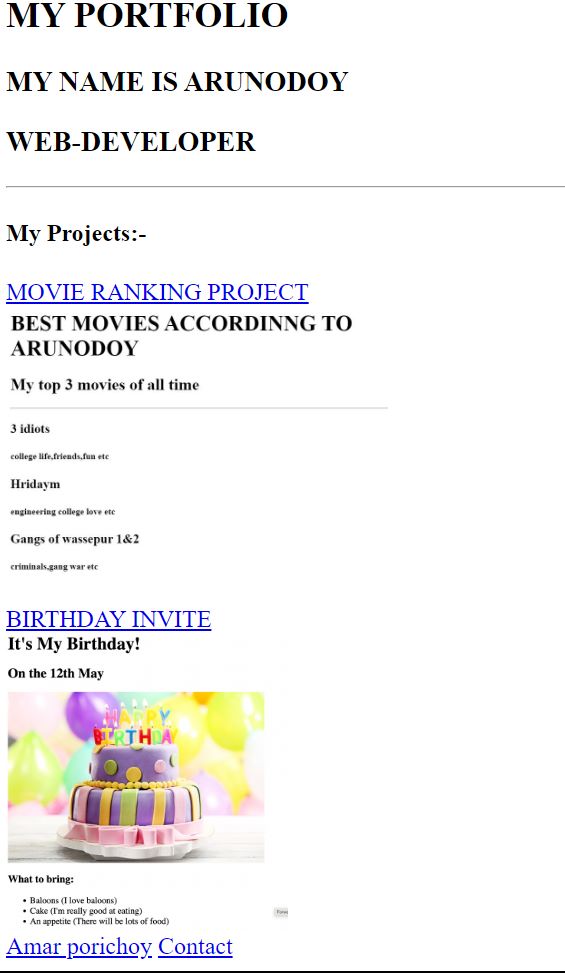 MY PORTFOLIO
MY NAME IS ARUNODOY
WEB-DEVELOPER
My Projects:-
MOVIE RANKING PROJECT
BEST MOVIES ACCORDINNG TO
ARUNODOY
My top 3 movies of all time
3 idiots
college life,friends,fun etc
Hridaym
engineering college love etc
Gangs of wassepur 1&2
criminals,gang war etc
BIRTHDAY INVITE
It's My Birthday!
On the 12th May
HAPPY
BIRTHDAY
What to bring:
• Baloons (I love baloons)
• Cake (I'm really good at eating)
• An appetite (There will be lots of food)
Amar porichoy Contact